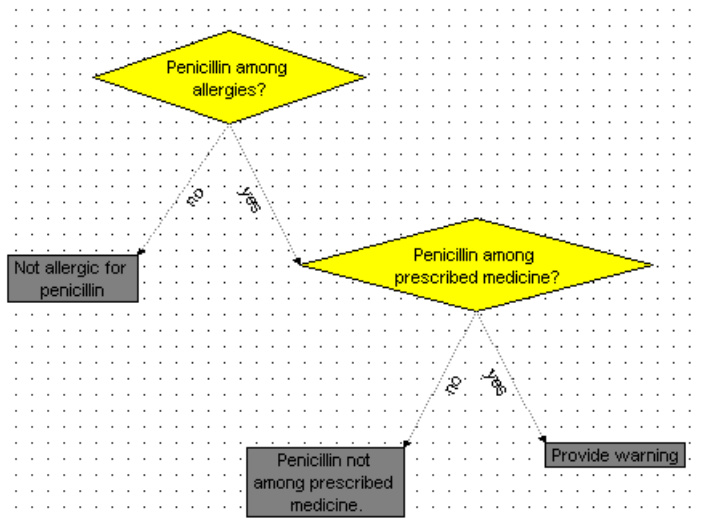 Penicillin among
allergies?
no
yes
Not allergic for
penicillin
Penicillin among
prescribed medicine?
no
yes
Penicillin not
among prescribed
medicine.
Provide warning